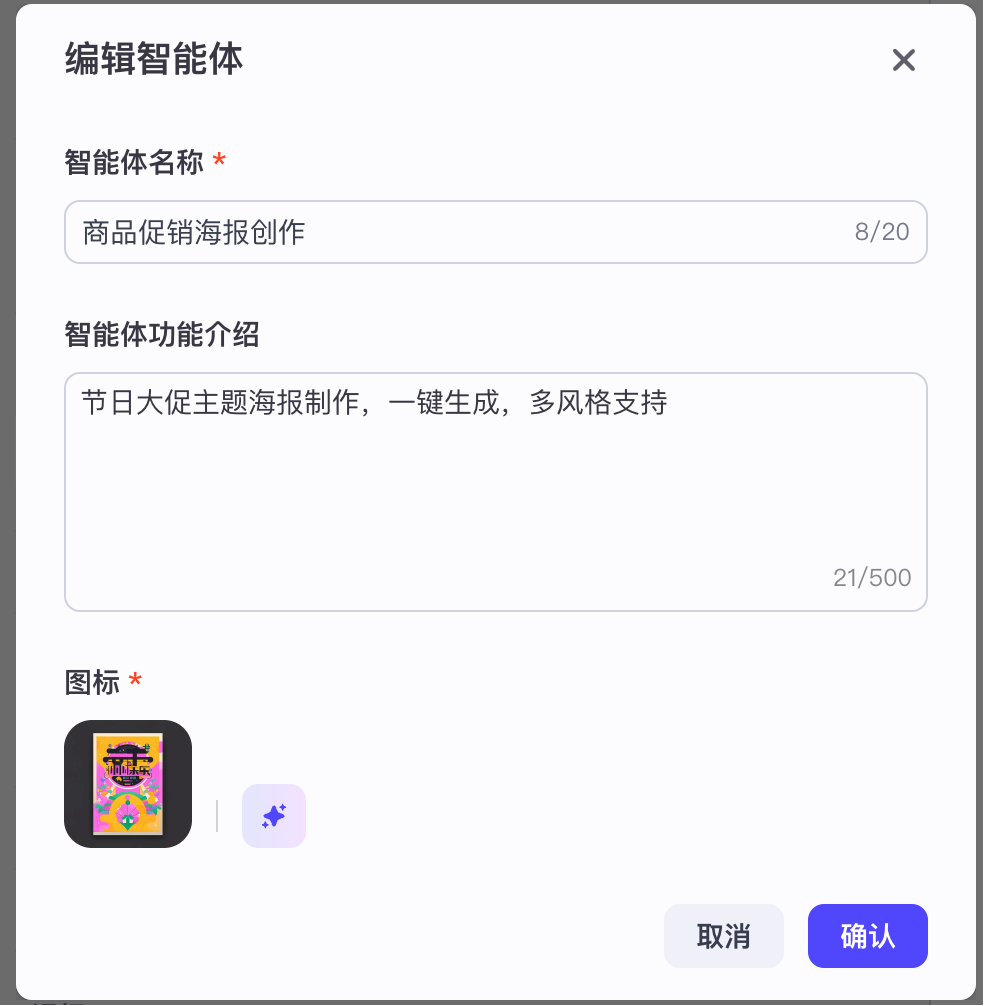 编辑智能体
智能体名称 *
商品促销海报创作
8/20
智能体功能介绍
节日大促主题海报制作，一键生成，多风格支持
21/500
图标 *
取消
确认